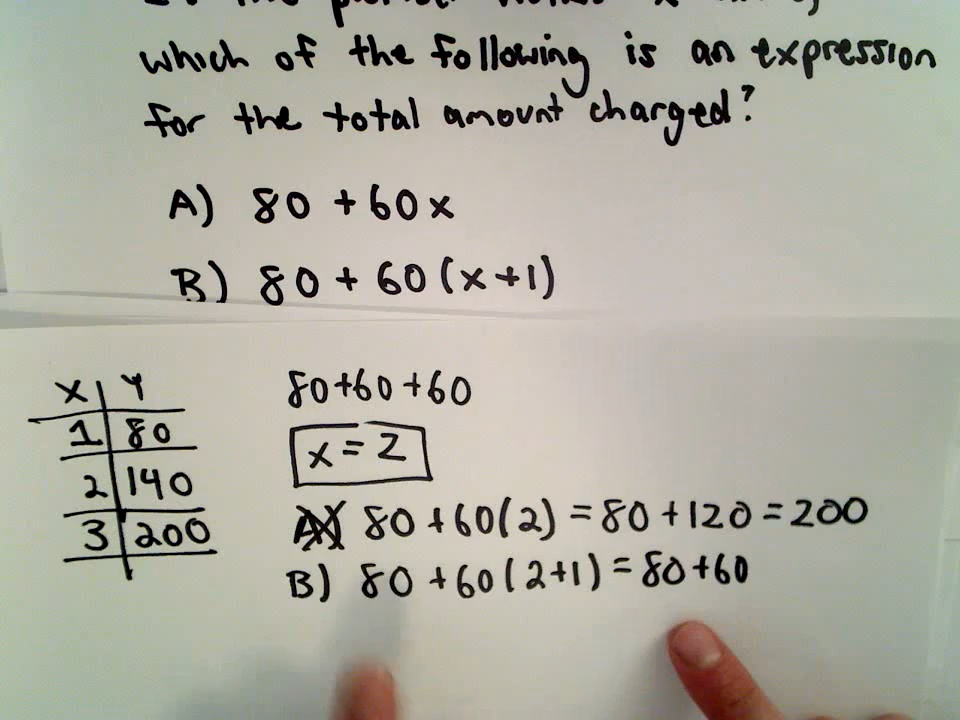 which of the following is an expression
for the total amount charged?
A) 80 + 60x
B) 80 + 60(x+1)
X Y
1 80
2 140
3 200
80+60+60
x = 2
A) 80 + 60(2) = 80 + 120 = 200
B) 80 + 60(2+1) = 80 + 60